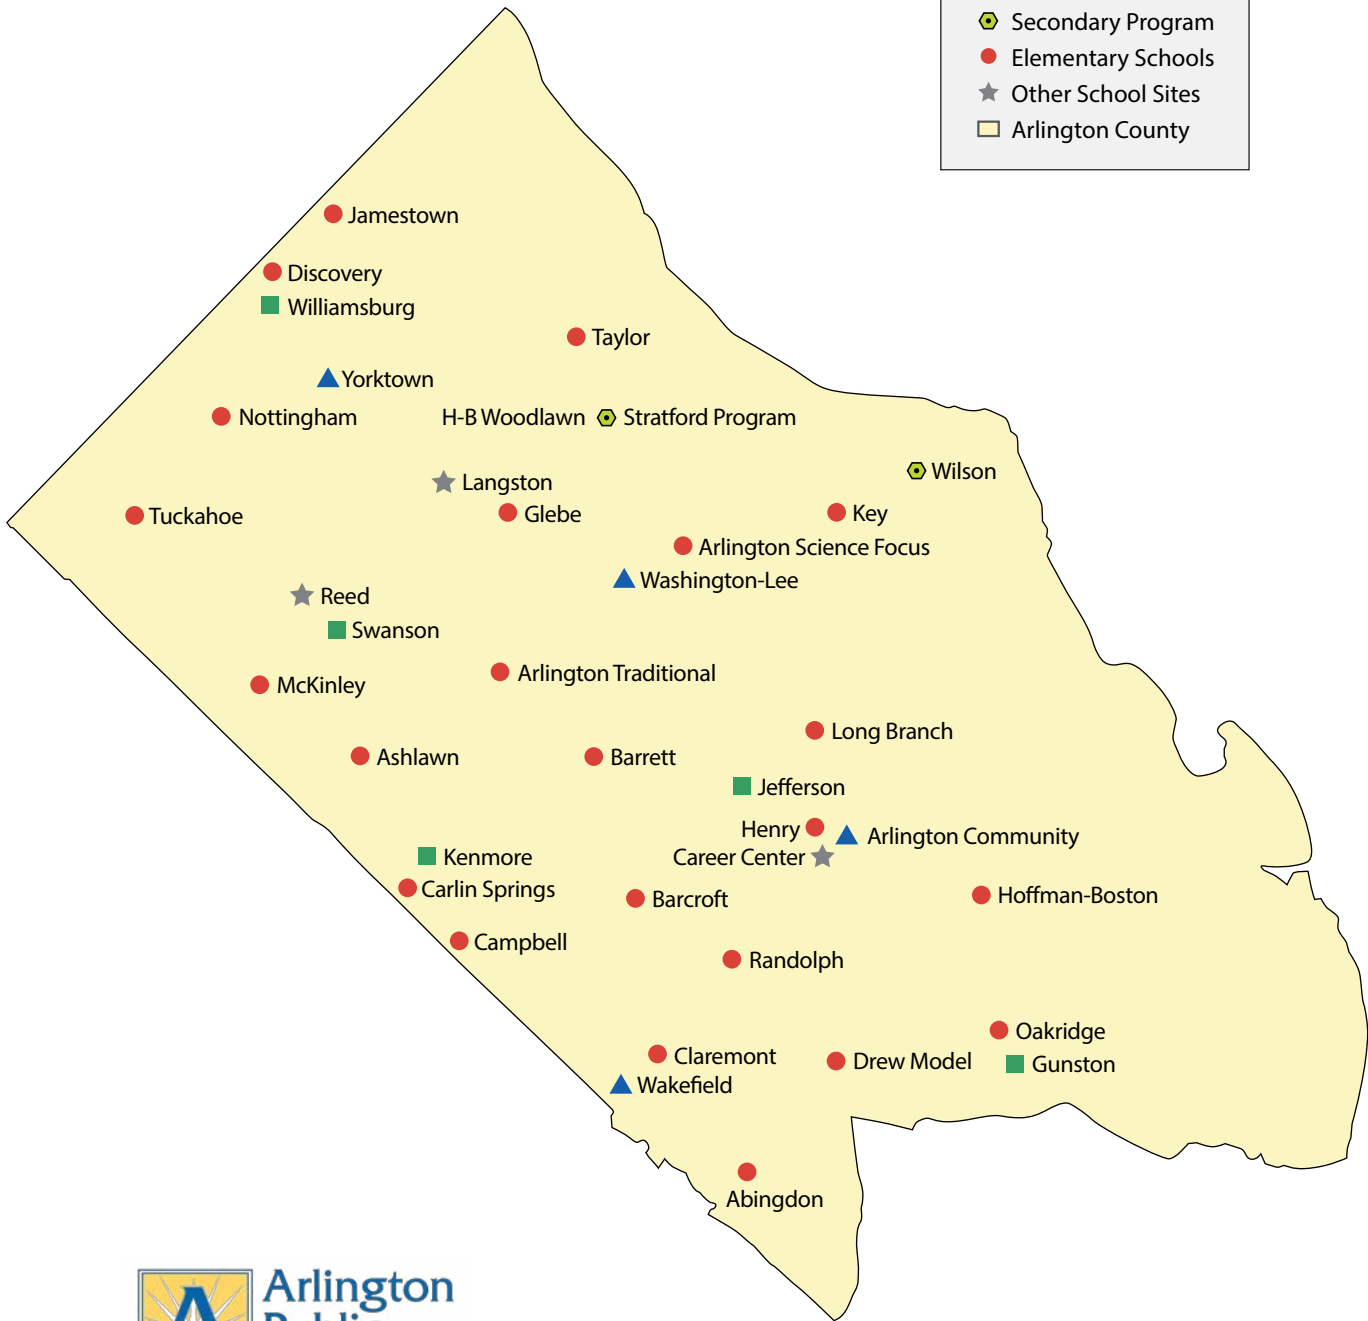 Secondary Program
Elementary Schools
Other School Sites
Arlington County
Jamestown
Discovery
Williamsburg
Taylor
Yorktown
Nottingham
H-B Woodlawn Stratford Program
Wilson
Langston
Tuckahoe
Glebe
Key
Arlington Science Focus
Washington-Lee
Reed
Swanson
Arlington Traditional
McKinley
Long Branch
Ashlawn
Barrett
Jefferson
Henry
Arlington Community
Career Center
Kenmore
Carlin Springs
Barcroft
Hoffman-Boston
Campbell
Randolph
Oakridge
Claremont
Drew Model
Gunston
Wakefield
Abingdon
Arlington